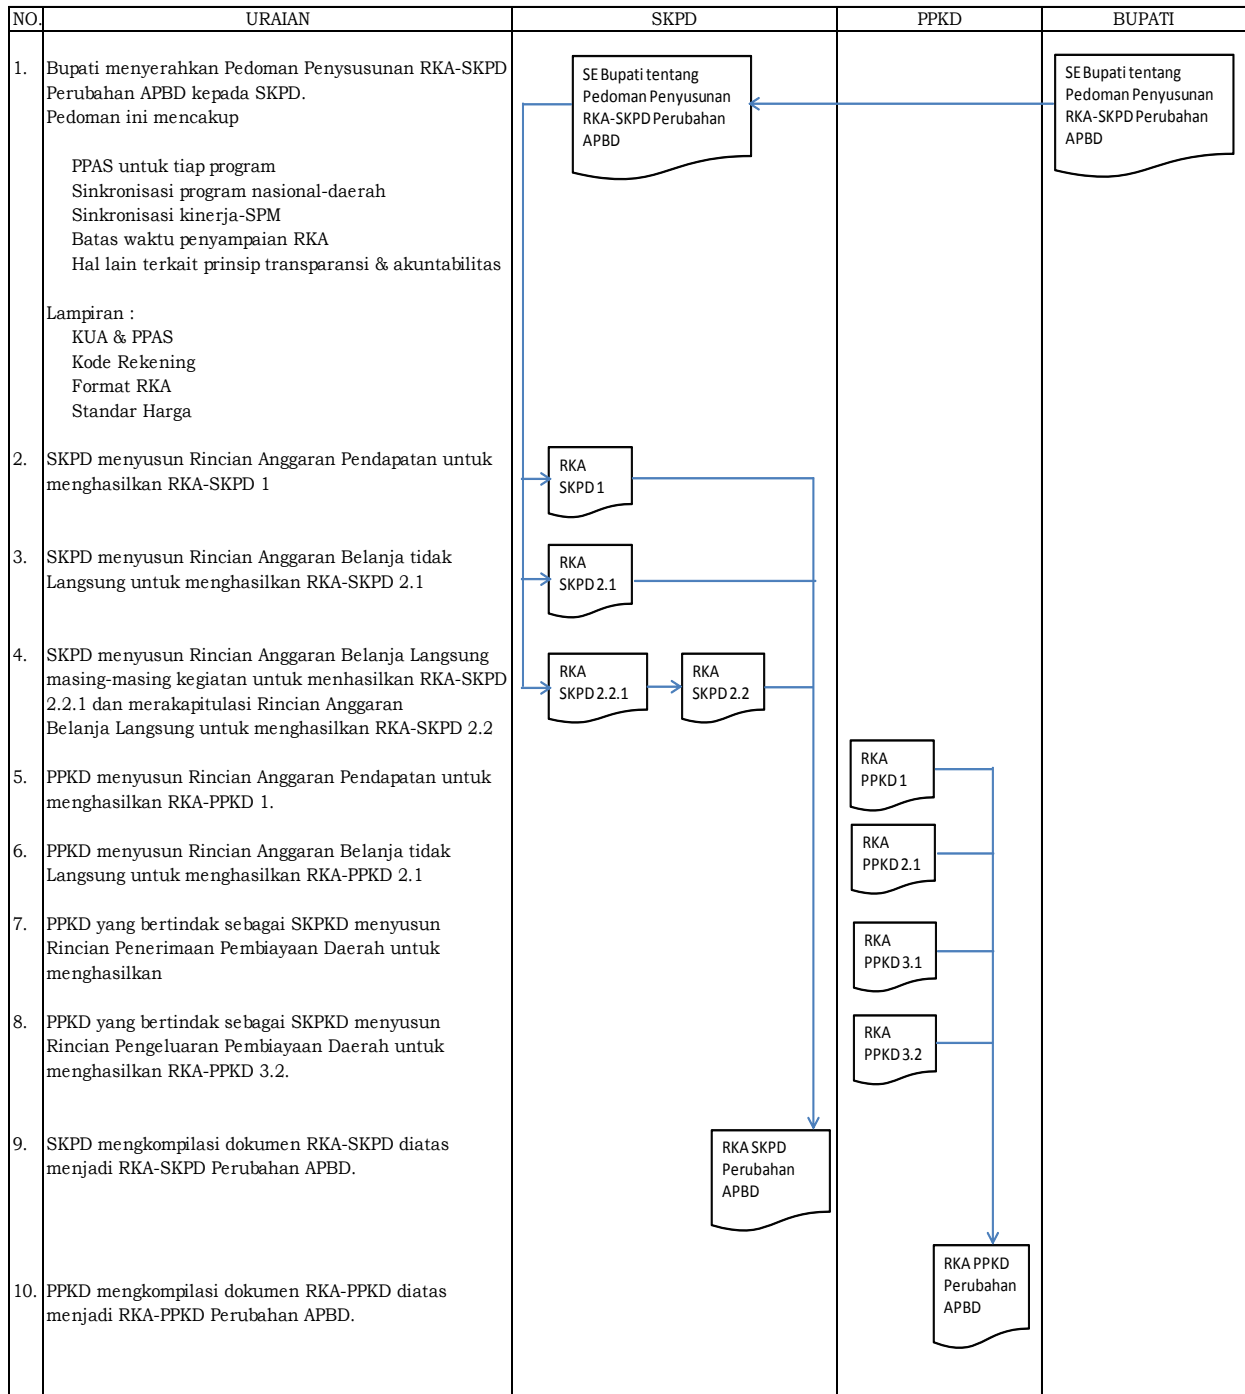 NO. URAIAN SKPD PPKD BUPATI
1. Bupati menyerahkan Pedoman Penysusunan RKA-SKPD
Perubahan APBD kepada SKPD.
Pedoman ini mencakup
PPAS untuk tiap program
Sinkronisasi program nasional-daerah
Sinkronisasi kinerja-SPM
Batas waktu penyampaian RKA
Hal lain terkait prinsip transparansi & akuntabilitas
Lampiran :
KUA & PPAS
Kode Rekening
Format RKA
Standar Harga
SE Bupati tentang
Pedoman Penyusunan
RKA-SKPD Perubahan
APBD
SE Bupati tentang
Pedoman Penyusunan
RKA-SKPD Perubahan
APBD
2. SKPD menyusun Rincian Anggaran Pendapatan untuk
menghasilkan RKA-SKPD 1
RKA
SKPD 1
3. SKPD menyusun Rincian Anggaran Belanja tidak
Langsung untuk menghasilkan RKA-SKPD 2.1
RKA
SKPD 2.1
4. SKPD menyusun Rincian Anggaran Belanja Langsung
masing-masing kegiatan untuk menhasilkan RKA-SKPD
2.2.1 dan merakapitulasi Rincian Anggaran
Belanja Langsung untuk menghasilkan RKA-SKPD 2.2
RKA
SKPD 2.2.1
RKA
SKPD 2.2
5. PPKD menyusun Rincian Anggaran Pendapatan untuk
menghasilkan RKA-PPKD 1.
RKA
PPKD 1
6. PPKD menyusun Rincian Anggaran Belanja tidak
Langsung untuk menghasilkan RKA-PPKD 2.1
RKA
PPKD 2.1
7. PPKD yang bertindak sebagai SKPKD menyusun
Rincian Penerimaan Pembiayaan Daerah untuk
menghasilkan
RKA
PPKD 3.1
8. PPKD yang bertindak sebagai SKPKD menyusun
Rincian Pengeluaran Pembiayaan Daerah untuk
menghasilkan RKA-PPKD 3.2.
RKA
PPKD 3.2
9. SKPD mengkompilasi dokumen RKA-SKPD diatas
menjadi RKA-SKPD Perubahan APBD.
RKA SKPD
Perubahan
APBD
10. PPKD mengkompilasi dokumen RKA-PPKD diatas
menjadi RKA-PPKD Perubahan APBD.
RKA PPKD
Perubahan
APBD